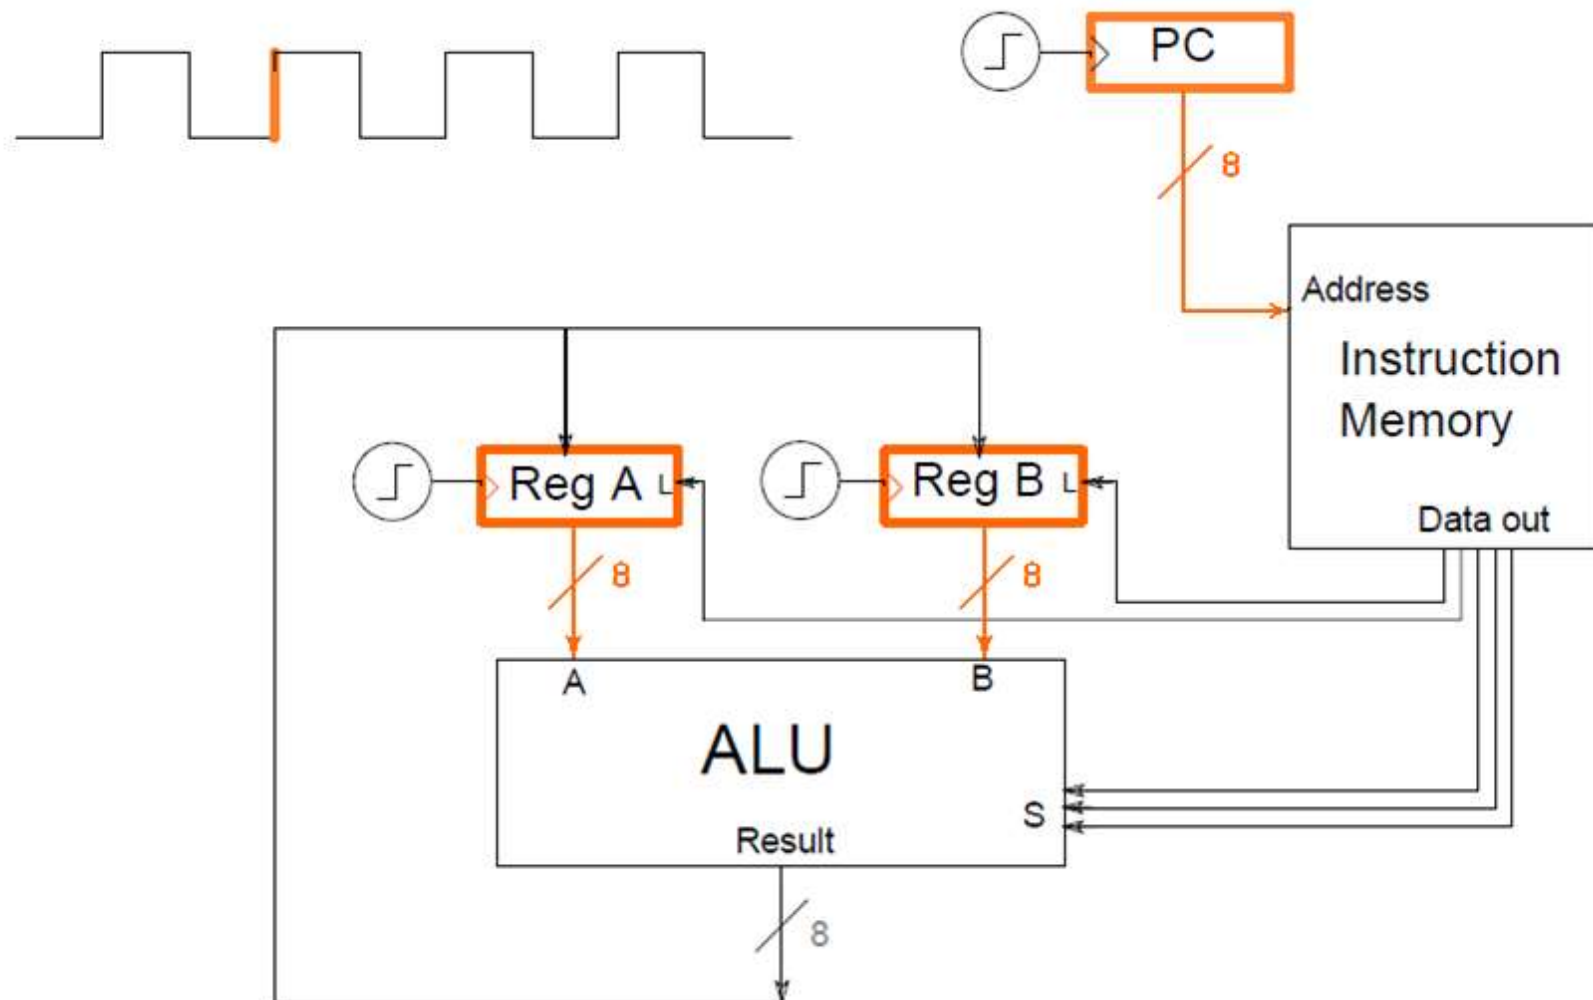 PC
8
Address
Instruction
Memory
Data out
Reg A L
Reg B L
8
8
A
B
ALU
S
Result
8